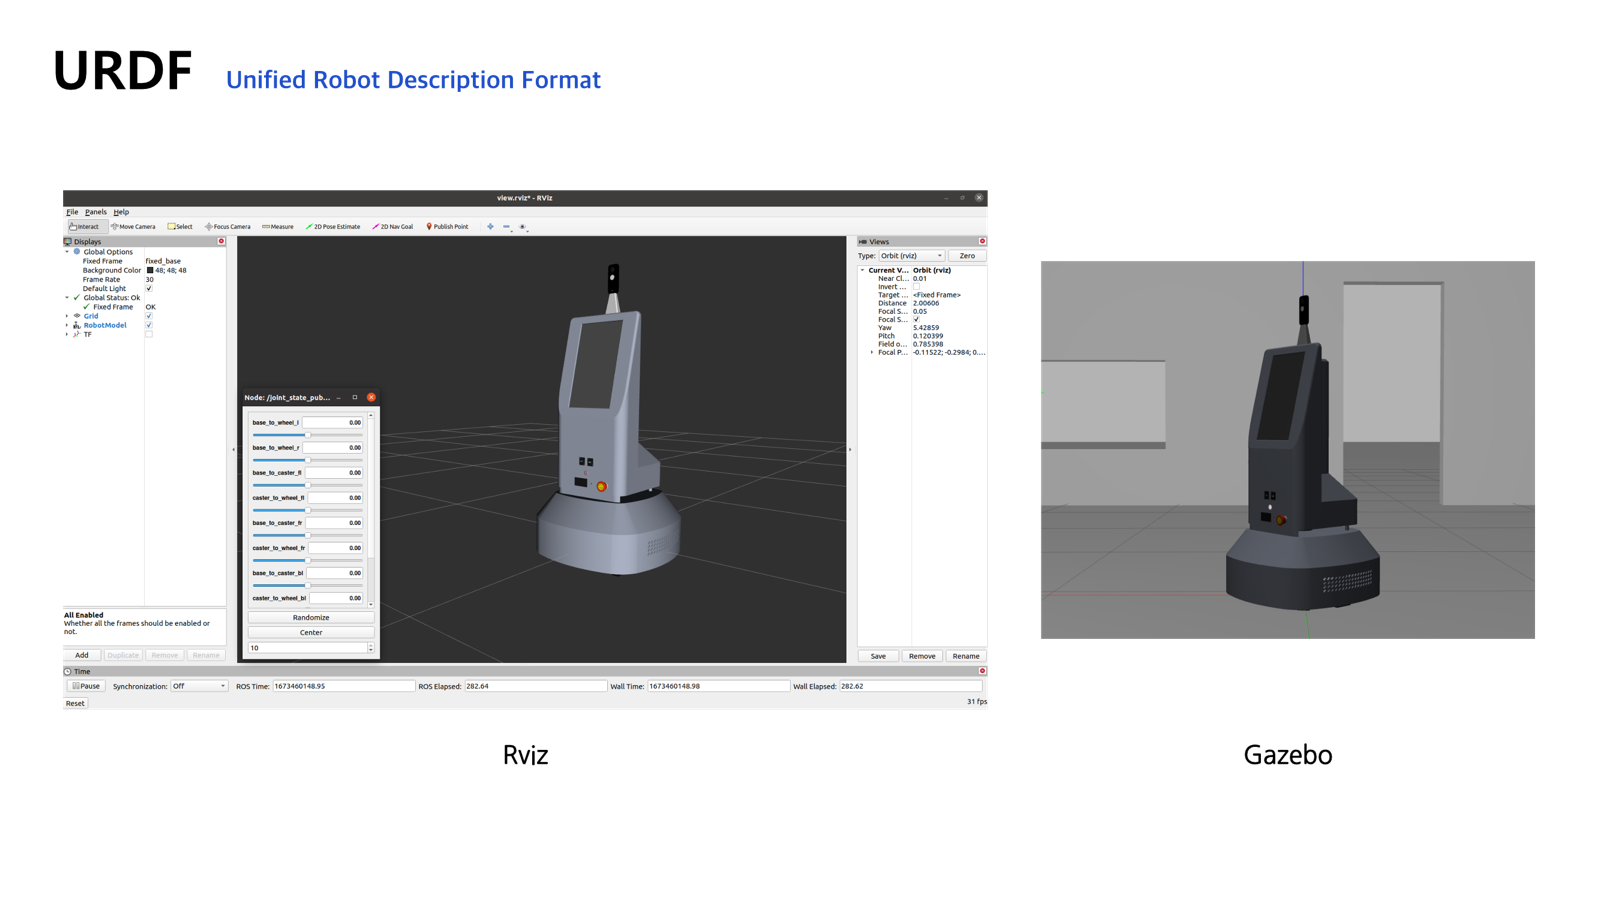 URDF Unified Robot Description Format
view.rviz* - RViz
File Panels Help
Interact Move Camera Select Focus Camera Measure 2D Pose Estimate 2D Nav Goal Publish Point
Displays
Global Options
Fixed Frame fixed_base
Background Color 48; 48; 48
Frame Rate 30
Default Light ✓
Global Status: Ok
Fixed Frame OK
Grid
RobotModel
TF
All Enabled
Whether all the frames should be enabled or
not.
Add Duplicate Remove Rename
Node: /joint_state_pub...
base_to_wheel_l 0.00
base_to_wheel_r 0.00
base_to_caster_fl 0.00
caster_to_wheel_fl 0.00
base_to_caster_fr 0.00
caster_to_wheel_fr 0.00
base_to_caster_bl 0.00
caster_to_wheel_bl 0.00
Randomize
Center
10
Views
Type: Orbit (rviz) Zero
Current V... Orbit (rviz)
Near Cl... 0.01
Invert ...
Target ... <Fixed Frame>
Distance 2.00606
Focal S... 0.05
Focal S... ✓
Yaw 5.42859
Pitch 0.120399
Field o... 0.785398
Focal P... -0.11522; -0.2984; 0....
Save Remove Rename
Time
Pause Synchronization: Off ROS Time: 1673460148.95 ROS Elapsed: 282.64 Wall Time: 1673460148.98 Wall Elapsed: 282.62
Reset 31 fps
Rviz
Gazebo